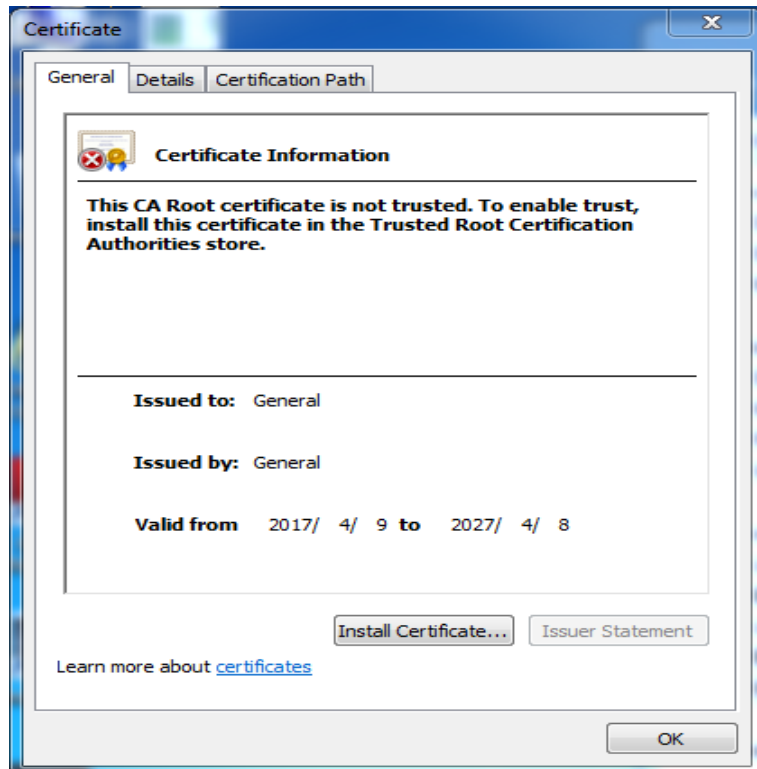 Certificate
General Details Certification Path
Certificate Information
This CA Root certificate is not trusted. To enable trust,
install this certificate in the Trusted Root Certification
Authorities store.
Issued to: General
Issued by: General
Valid from 2017/ 4/ 9 to 2027/ 4/ 8
Install Certificate... Issuer Statement
Learn more about certificates
OK